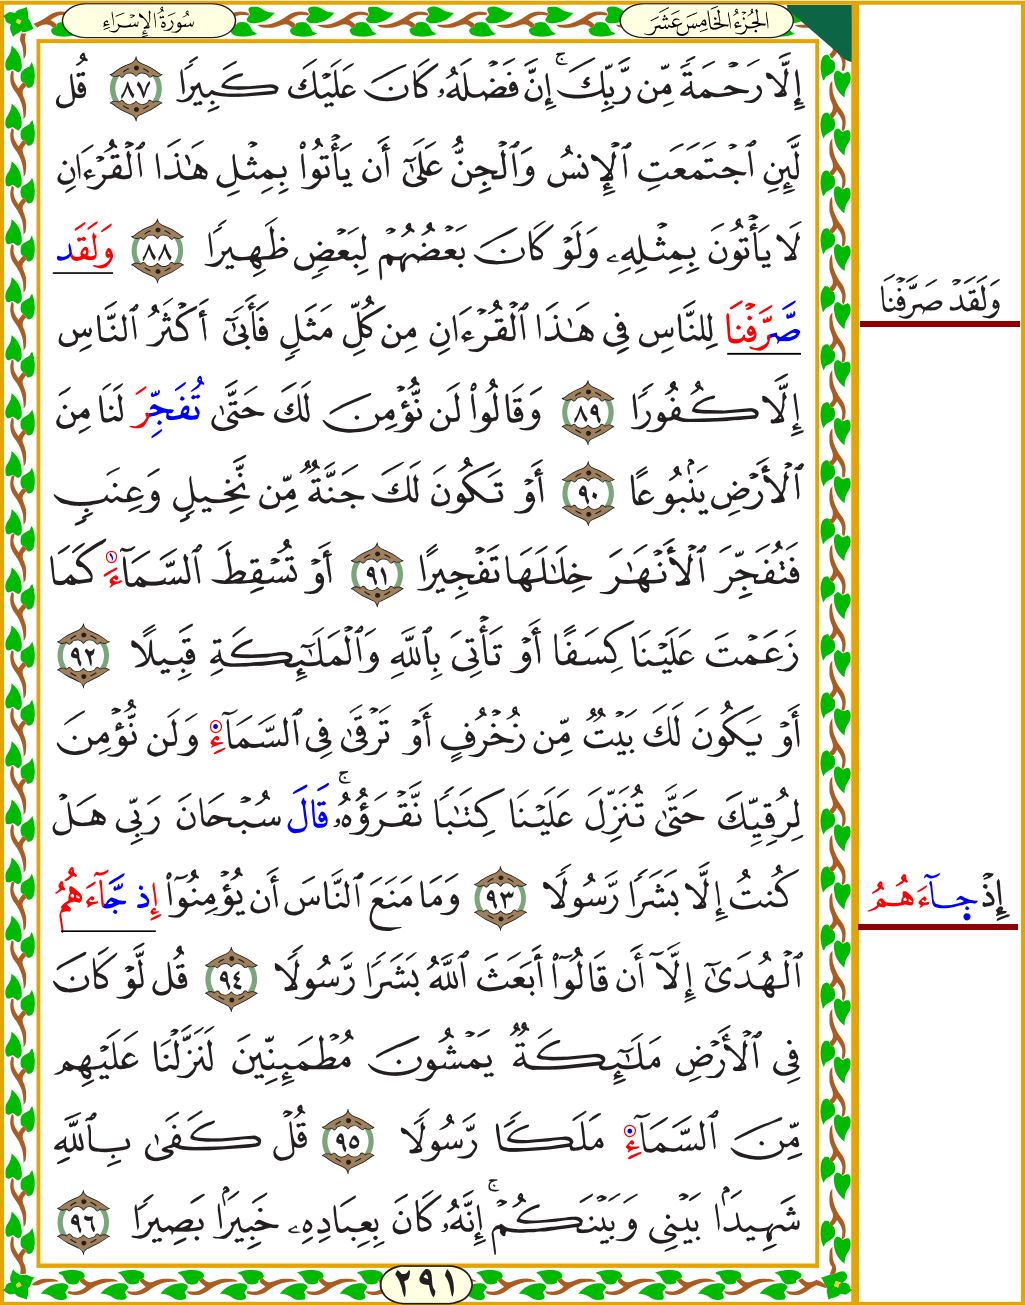 سُورَةُ الإِسْرَاءِ
الجُزْءُ الخَامِسَ عَشَرَ
إِلَّا رَحْمَةً مِّن رَّبِّكَ ۚ إِنَّ فَضْلَهُۥ كَانَ عَلَيْكَ كَبِيرًا ٨٧ قُل
لَّئِنِ ٱجْتَمَعَتِ ٱلْإِنسُ وَٱلْجِنُّ عَلَىٰٓ أَن يَأْتُوا۟ بِمِثْلِ هَٰذَا ٱلْقُرْءَانِ
لَا يَأْتُونَ بِمِثْلِهِۦ وَلَوْ كَانَ بَعْضُهُمْ لِبَعْضٍ ظَهِيرًا ٨٨ وَلَقَد
صَّرَّفْنَا لِلنَّاسِ فِى هَٰذَا ٱلْقُرْءَانِ مِن كُلِّ مَثَلٍ فَأَبَىٰٓ أَكْثَرُ ٱلنَّاسِ
إِلَّا كُفُورًا ٨٩ وَقَالُوا۟ لَن نُّؤْمِنَ لَكَ حَتَّىٰ تُفَجِّرَ لَنَا مِنَ
ٱلْأَرْضِ يَنۢبُوعًا ٩٠ أَوْ تَكُونَ لَكَ جَنَّةٌ مِّن نَّخِيلٍ وَعِنَبٍ
فَتُفَجِّرَ ٱلْأَنْهَٰرَ خِلَٰلَهَا تَفْجِيرًا ٩١ أَوْ تُسْقِطَ ٱلسَّمَآءَ ١ كَمَا
زَعَمْتَ عَلَيْنَا كِسَفًا أَوْ تَأْتِىَ بِٱللَّهِ وَٱلْمَلَٰٓئِكَةِ قَبِيلًا ٩٢
أَوْ يَكُونَ لَكَ بَيْتٌ مِّن زُخْرُفٍ أَوْ تَرْقَىٰ فِى ٱلسَّمَآءِ وَلَن نُّؤْمِنَ
لِرُقِيِّكَ حَتَّىٰ تُنَزِّلَ عَلَيْنَا كِتَٰبًا نَّقْرَؤُهُۥ ۗ قَالَ سُبْحَانَ رَبِّى هَلْ
كُنتُ إِلَّا بَشَرًا رَّسُولًا ٩٣ وَمَا مَنَعَ ٱلنَّاسَ أَن يُؤْمِنُوٓا۟ إِذ جَّآءَهُمُ
ٱلْهُدَىٰٓ إِلَّآ أَن قَالُوٓا۟ أَبَعَثَ ٱللَّهُ بَشَرًا رَّسُولًا ٩٤ قُل لَّوْ كَانَ
فِى ٱلْأَرْضِ مَلَٰٓئِكَةٌ يَمْشُونَ مُطْمَئِنِّينَ لَنَزَّلْنَا عَلَيْهِم
مِّنَ ٱلسَّمَآءِ مَلَكًا رَّسُولًا ٩٥ قُلْ كَفَىٰ بِٱللَّهِ
شَهِيدًۢا بَيْنِى وَبَيْنَكُمْ ۚ إِنَّهُۥ كَانَ بِعِبَادِهِۦ خَبِيرًۢا بَصِيرًا ٩٦
٢٩١
وَلَقَدْ صَرَّفْنَا
إِذْ جَآءَهُمُ